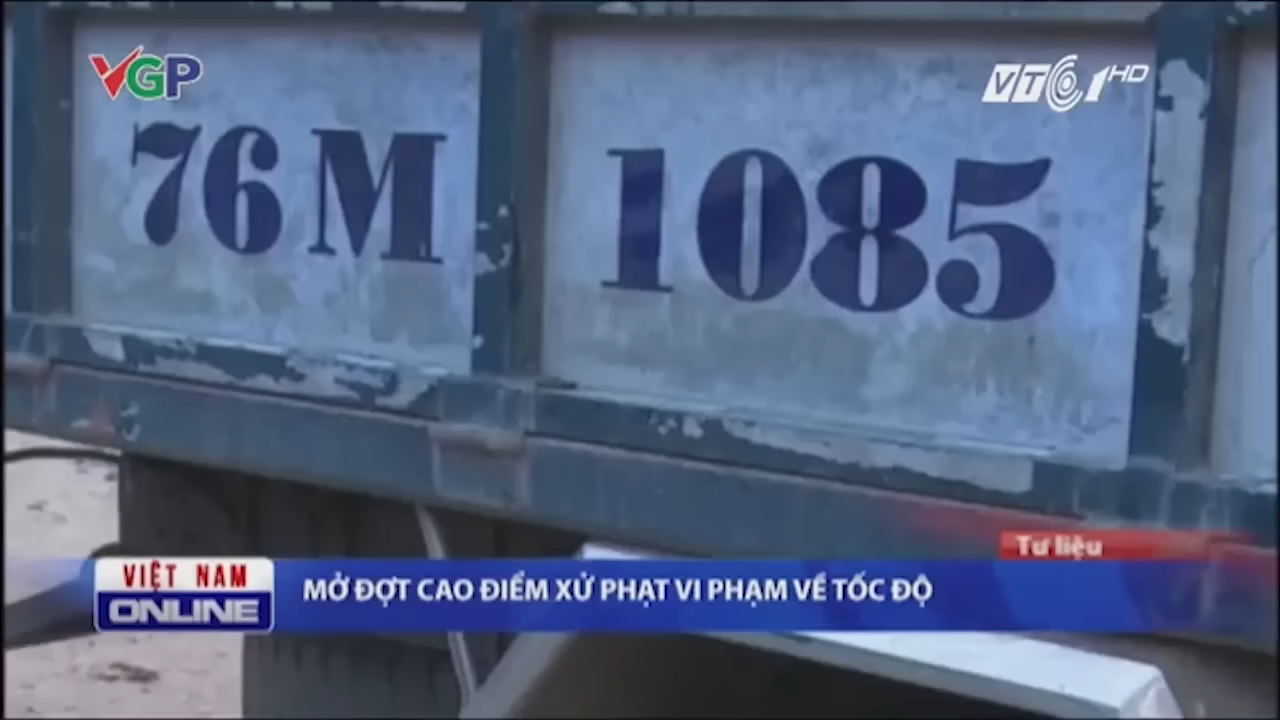 VGP
VTC1 HD
76M 1085
Tư liệu
VIỆT NAM
ONLINE
MỞ ĐỢT CAO ĐIỂM XỬ PHẠT VI PHẠM VỀ TỐC ĐỘ